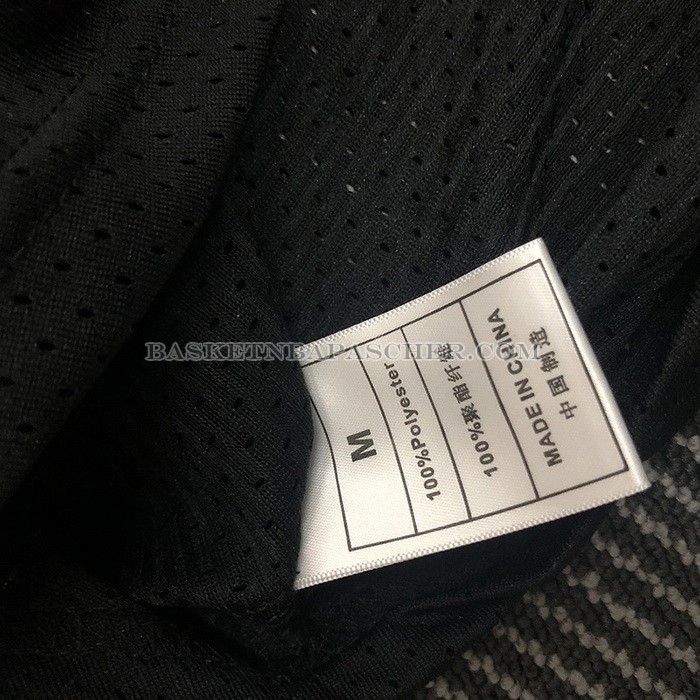 M
100%Polyester
100%聚酯纤维
MADE IN CHINA
中国制造
BASKETNBAPASCHER.COM